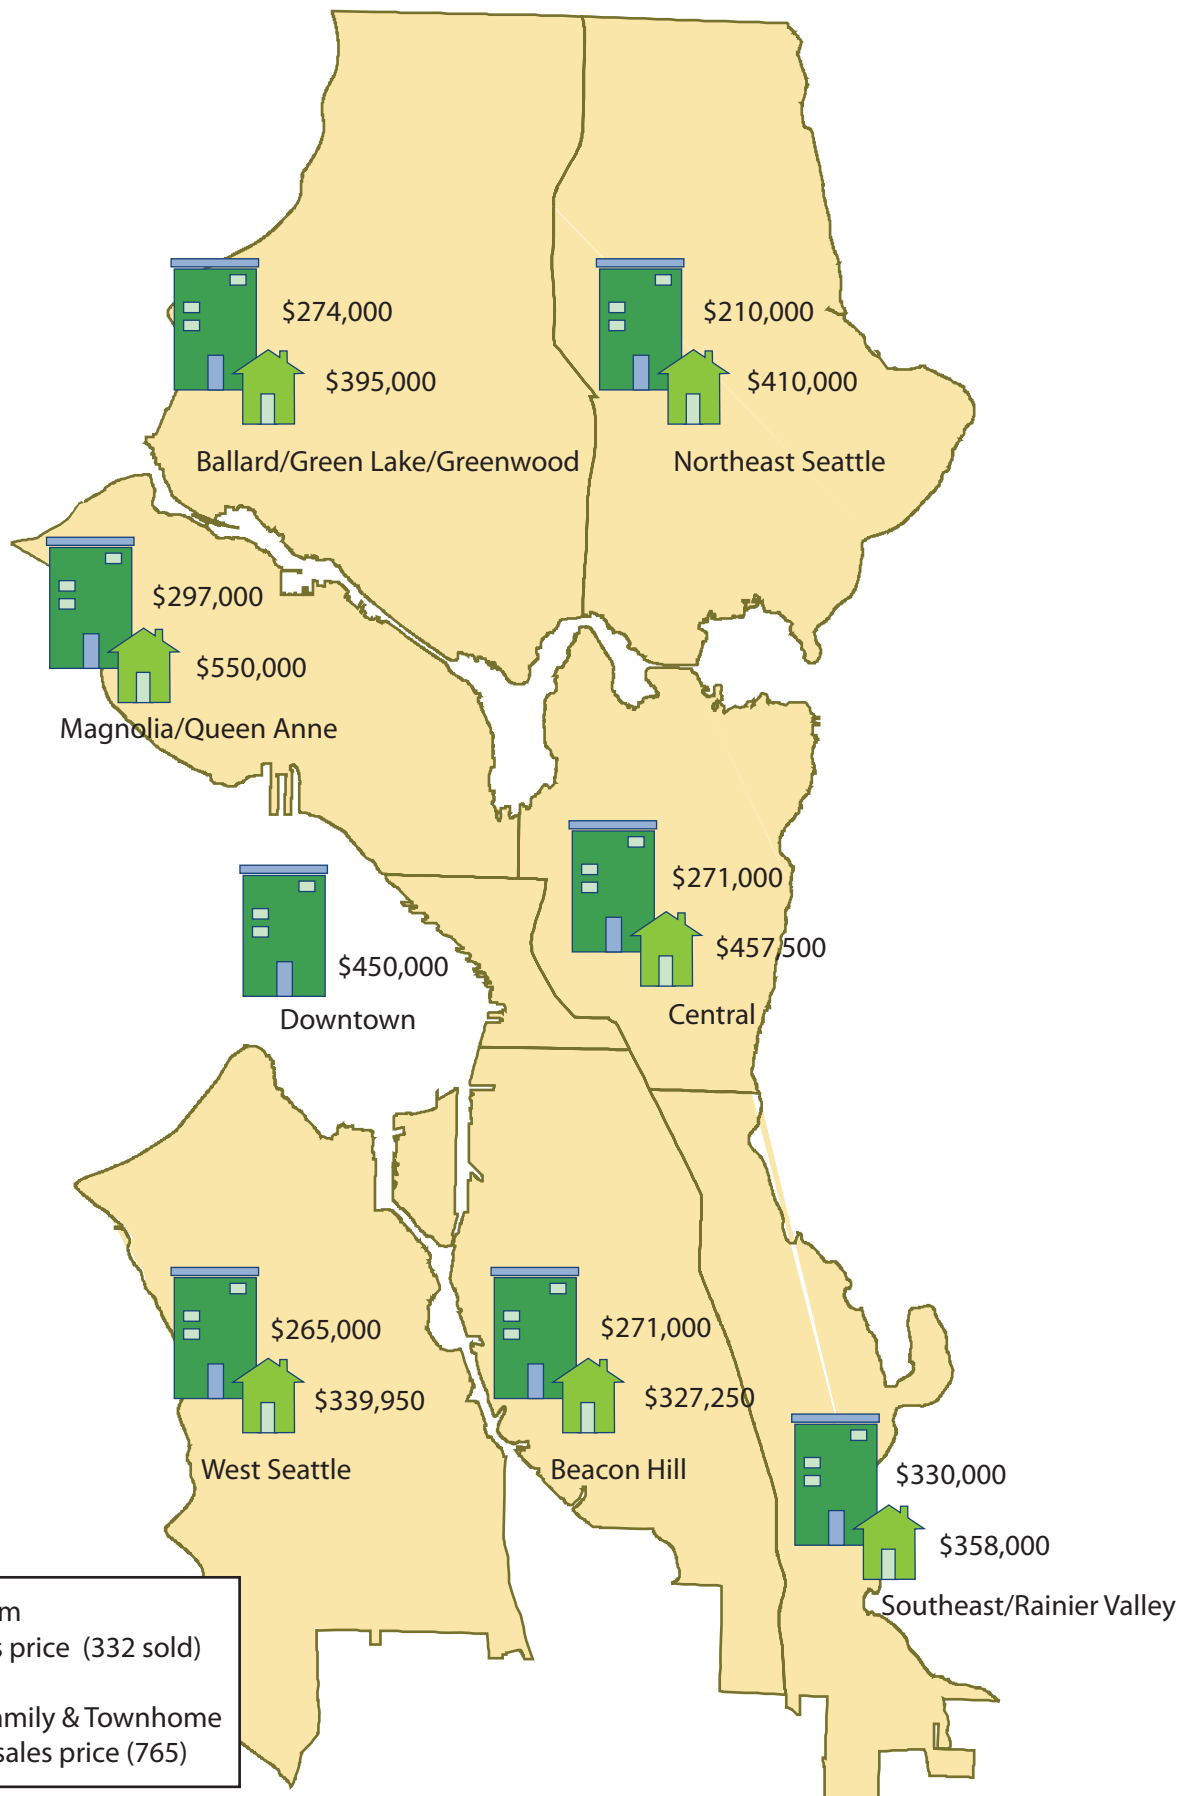 $274,000
$395,000
Ballard/Green Lake/Greenwood
$210,000
$410,000
Northeast Seattle
$297,000
$550,000
Magnolia/Queen Anne
$271,000
$457,500
Central
$450,000
Downtown
$265,000
$339,950
West Seattle
$271,000
$327,250
Beacon Hill
$330,000
$358,000
Southeast/Rainier Valley
price (332 sold)
& Townhome
sales price (765)